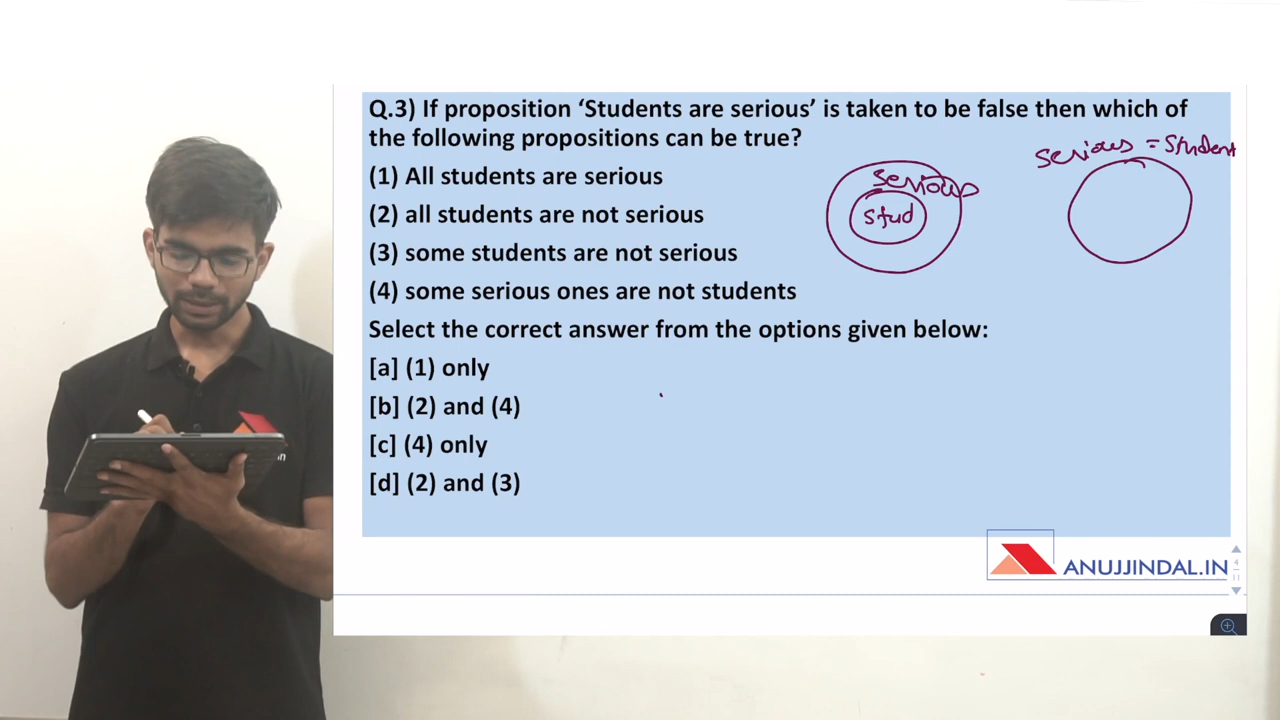 Q.3) If proposition ‘Students are serious’ is taken to be false then which of
the following propositions can be true?
(1) All students are serious
(2) all students are not serious
(3) some students are not serious
(4) some serious ones are not students
Select the correct answer from the options given below:
[a] (1) only
[b] (2) and (4)
[c] (4) only
[d] (2) and (3)
serious
stud
serious = student
ANUJJINDAL.IN
4
11
in